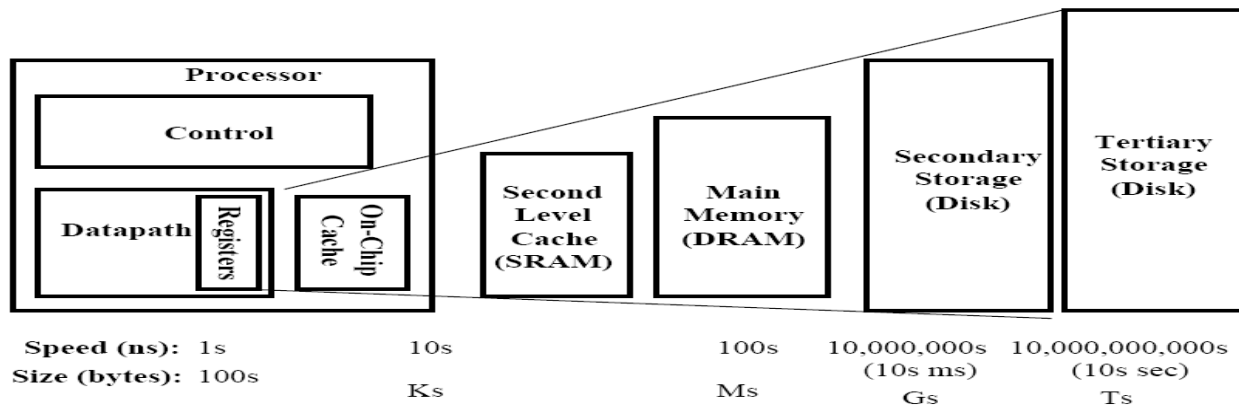 Processor
Control
Datapath
Registers
On-Chip
Cache
Second
Level
Cache
(SRAM)
Main
Memory
(DRAM)
Secondary
Storage
(Disk)
Tertiary
Storage
(Disk)
Speed (ns): 1s 10s 100s 10,000,000s 10,000,000,000s
(10s ms) (10s sec)
Size (bytes): 100s Ks Ms Gs Ts